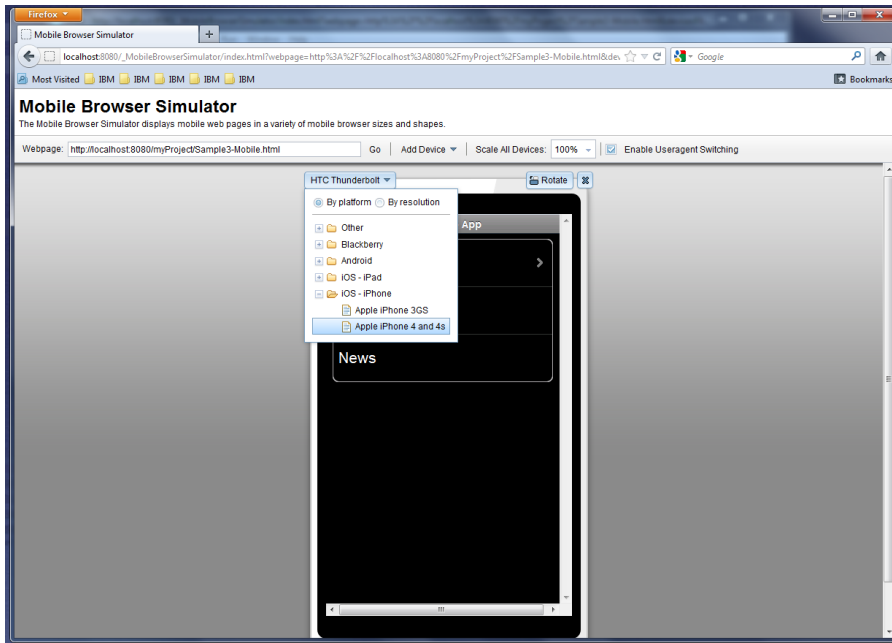 Firefox
Mobile Browser Simulator
localhost:8080/_MobileBrowserSimulator/index.html?webpage=http%3A%2F%2Flocalhost%3A8080%2FmyProject%2FSample3-Mobile.html&de
Google
Most Visited IBM IBM IBM IBM IBM Bookmarks
Mobile Browser Simulator
The Mobile Browser Simulator displays mobile web pages in a variety of mobile browser sizes and shapes.
Webpage: http://localhost:8080/myProject/Sample3-Mobile.html Go Add Device Scale All Devices: 100% Enable Useragent Switching
HTC Thunderbolt Rotate
By platform By resolution
App
Other
Blackberry
Android
iOS - iPad
iOS - iPhone
Apple iPhone 3GS
Apple iPhone 4 and 4s
News